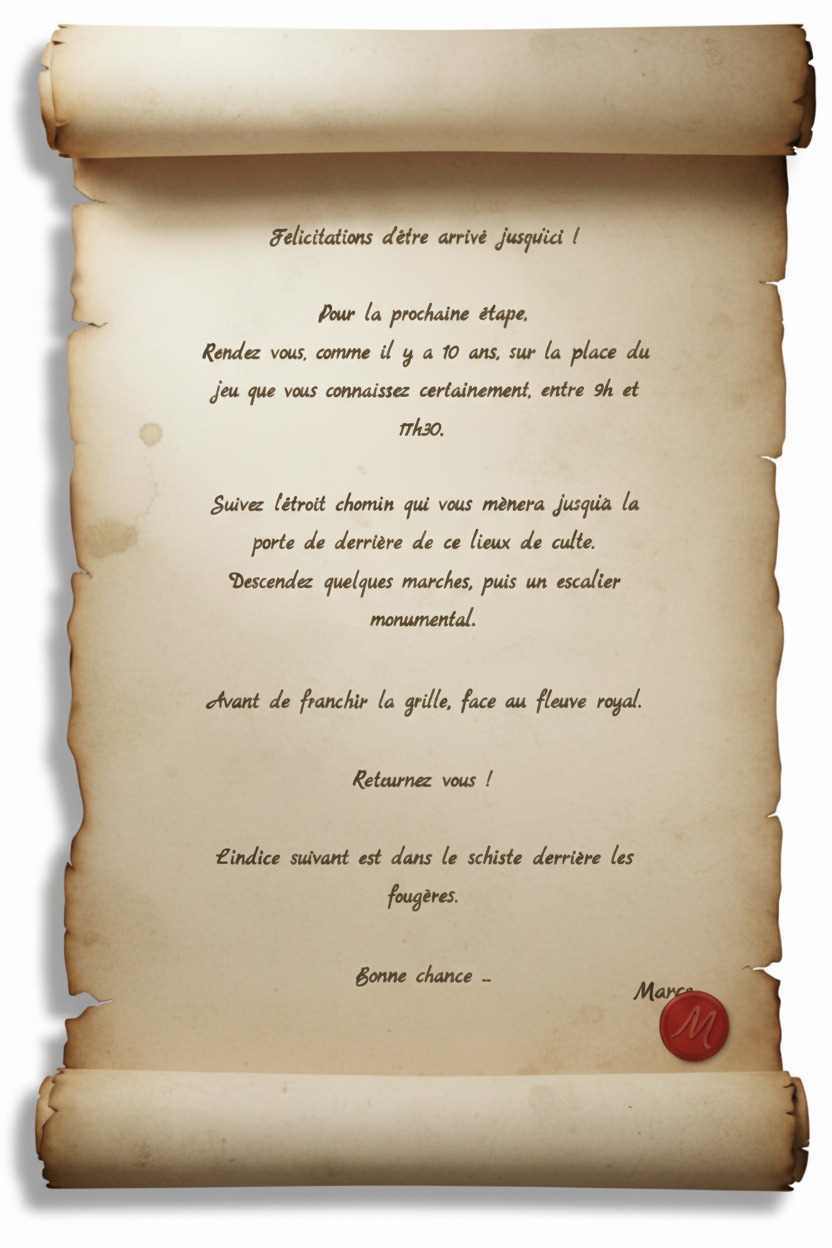 Felicitations d'être arrivé jusqu'ici !
Pour la prochaine étape,
Rendez vous, comme il y a 10 ans, sur la place du
jeu que vous connaissez certainement, entre 9h et
17h30.
Suivez l'étroit chemin qui vous mènera jusqu'à la
porte de derrière de ce lieux de culte.
Descendez quelques marches, puis un escalier
monumental.
Avant de franchir la grille, face au fleuve royal.
Retournez vous !
L'indice suivant est dans le schiste derrière les
fougères.
Bonne chance ...
M